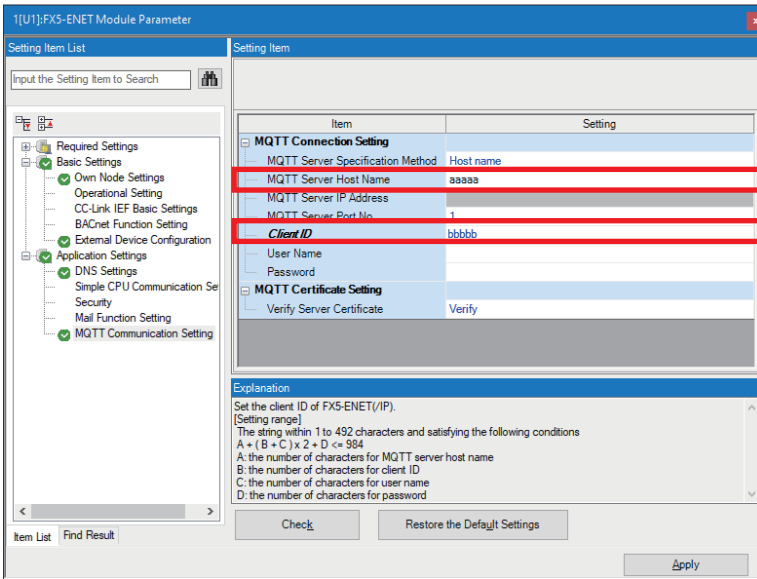 1[U1]:FX5-ENET Module Parameter
x
Setting Item List
Setting Item
Input the Setting Item to Search
Item Setting
Required Settings
Basic Settings
Own Node Settings
Operational Setting
CC-Link IEF Basic Settings
BACnet Function Setting
External Device Configuration
Application Settings
DNS Settings
Simple CPU Communication Se
Security
Mail Function Setting
MQTT Communication Setting
MQTT Connection Setting
MQTT Server Specification Method Host name
MQTT Server Host Name aaaaa
MQTT Server IP Address
MQTT Server Port No. 1
Client ID bbbbb
User Name
Password
MQTT Certificate Setting
Verify Server Certificate Verify
Explanation
Set the client ID of FX5-ENET(/IP).
[Setting range]
The string within 1 to 492 characters and satisfying the following conditions
A + ( B + C ) x 2 + D <= 984
A: the number of characters for MQTT server host name
B: the number of characters for client ID
C: the number of characters for user name
D: the number of characters for password
Item List Find Result
Check Restore the Default Settings
Apply